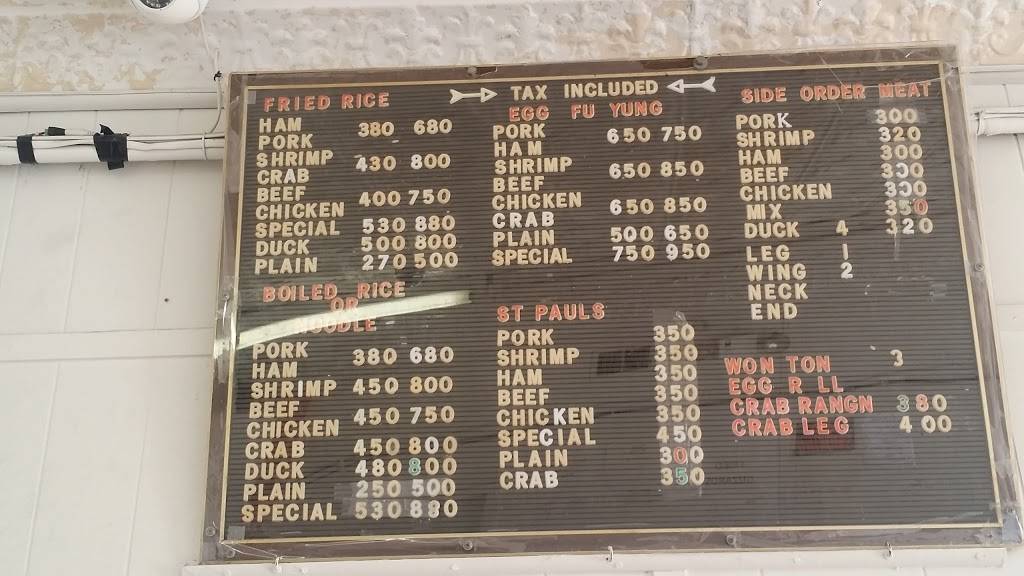 TAX INCLUDED
FRIED RICE
HAM 380 680
PORK
SHRIMP 430 800
CRAB
BEEF 400 750
CHICKEN
SPECIAL 530 880
DUCK 500 800
PLAIN 270 500
BOILED RICE
OR
NOODLE
PORK 380 680
HAM
SHRIMP 450 800
BEEF
CHICKEN 450 750
CRAB 450 800
DUCK 480 800
PLAIN 250 500
SPECIAL 530 880
EGG FU YUNG
PORK 650 750
HAM
SHRIMP 650 850
BEEF
CHICKEN 650 850
CRAB
PLAIN 500 650
SPECIAL 750 950
ST PAULS
PORK 350
SHRIMP 350
HAM 350
BEEF 350
CHICKEN 350
SPECIAL 450
PLAIN 300
CRAB 350
SIDE ORDER MEAT
PORK 300
SHRIMP 320
HAM 300
BEEF 300
CHICKEN 300
MIX 350
DUCK 4 320
LEG 1
WING 2
NECK
END
WON TON 3
EGG R LL
CRAB RANGN 380
CRAB LEG 400